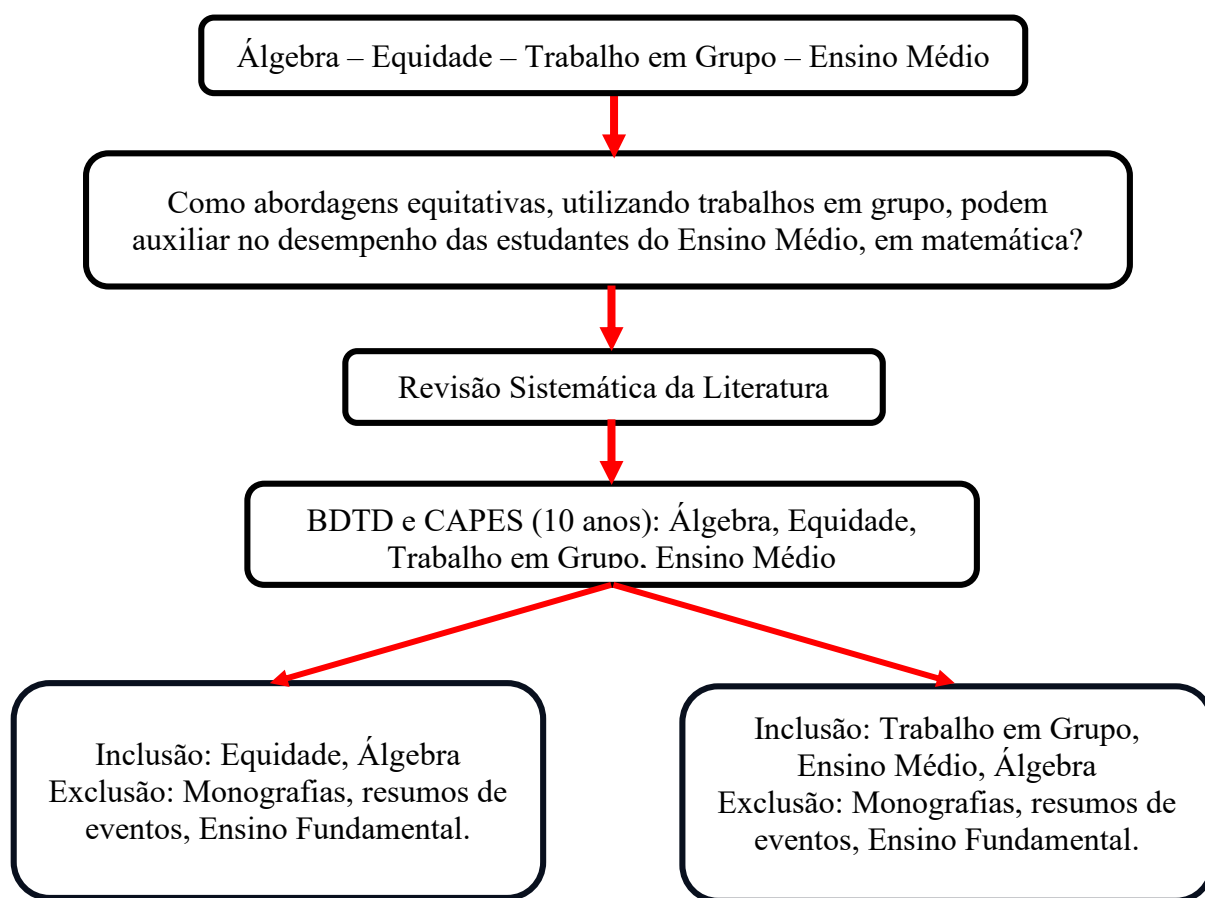 Álgebra – Equidade – Trabalho em Grupo – Ensino Médio
Como abordagens equitativas, utilizando trabalhos em grupo, podem
auxiliar no desempenho das estudantes do Ensino Médio, em matemática?
Revisão Sistemática da Literatura
BDTD e CAPES (10 anos): Álgebra, Equidade,
Trabalho em Grupo, Ensino Médio
Inclusão: Equidade, Álgebra
Exclusão: Monografias, resumos de
eventos, Ensino Fundamental.
Inclusão: Trabalho em Grupo,
Ensino Médio, Álgebra
Exclusão: Monografias, resumos de
eventos, Ensino Fundamental.